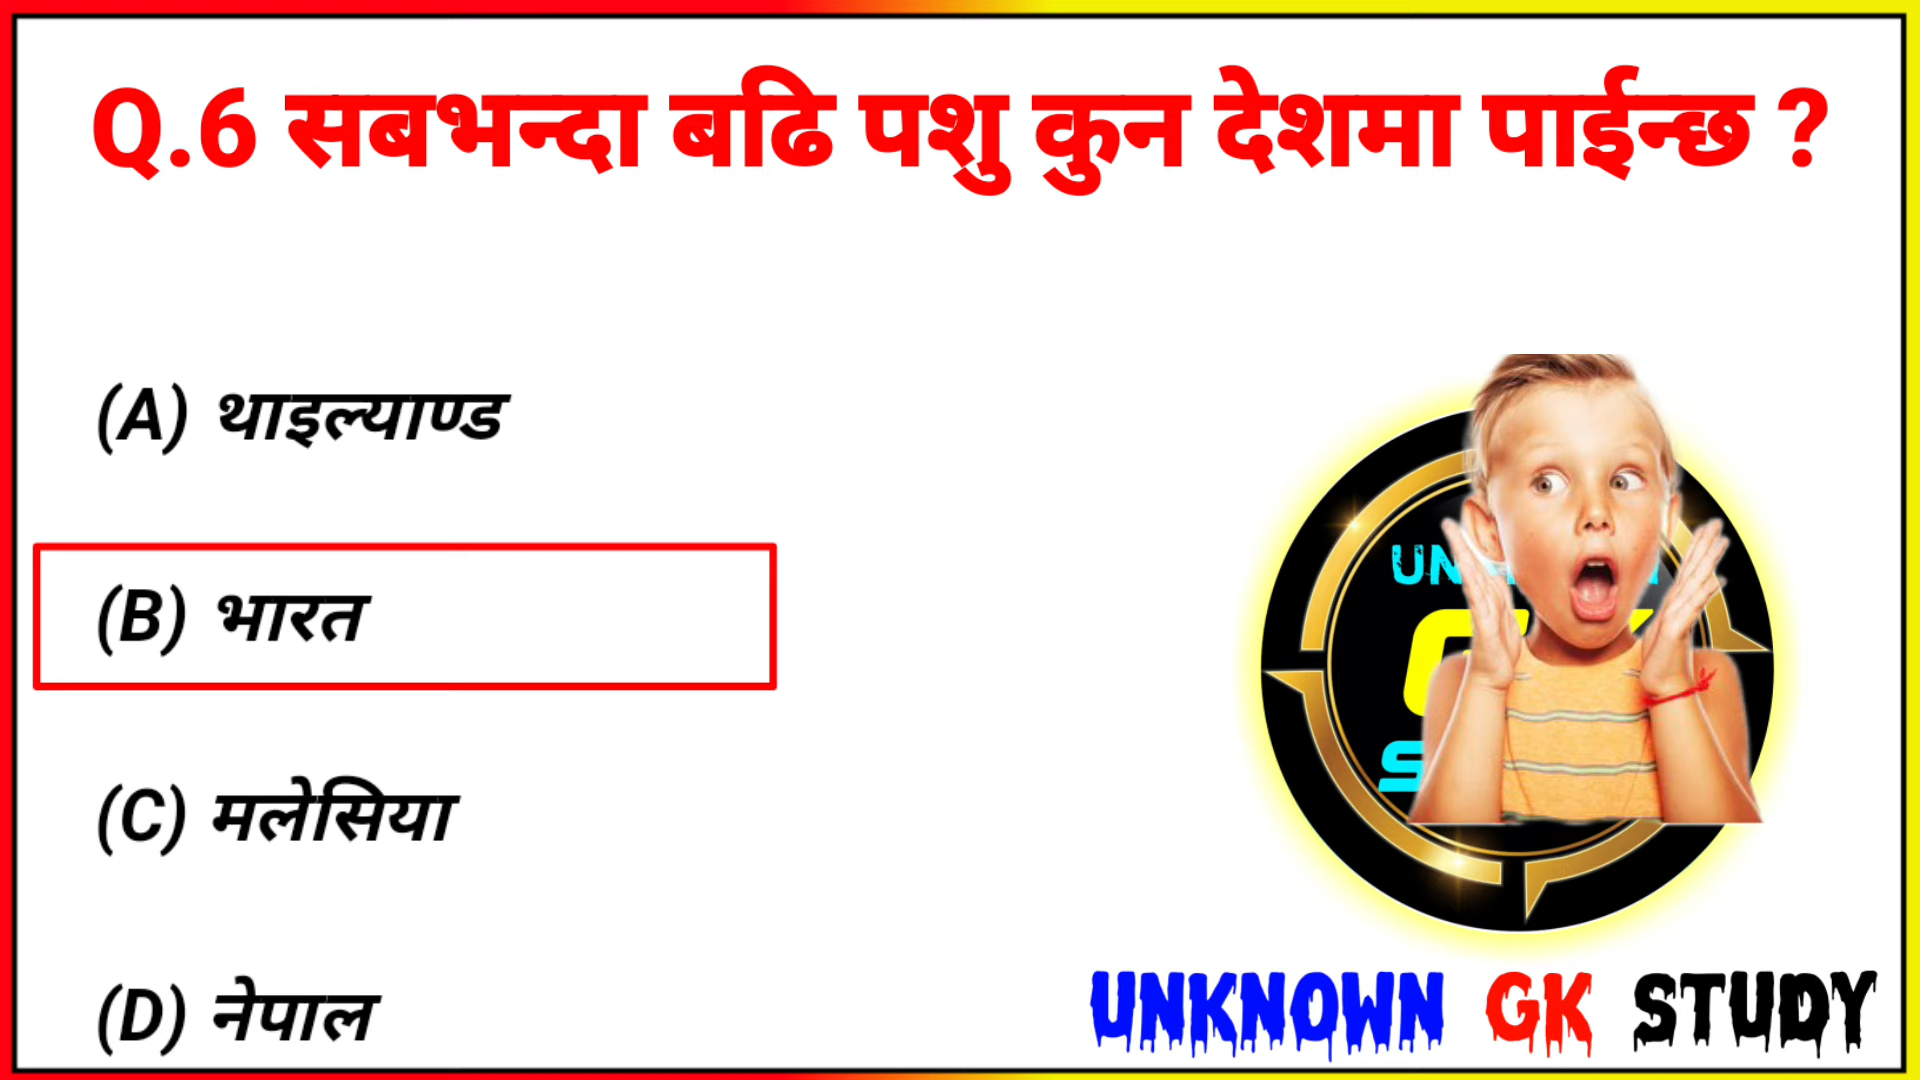 Q.6 सबभन्दा बढि पशु कुन देशमा पाईन्छ ?
(A) थाइल्याण्ड
(B) भारत
(C) मलेसिया
(D) नेपाल
UNKNOWN GK STUDY